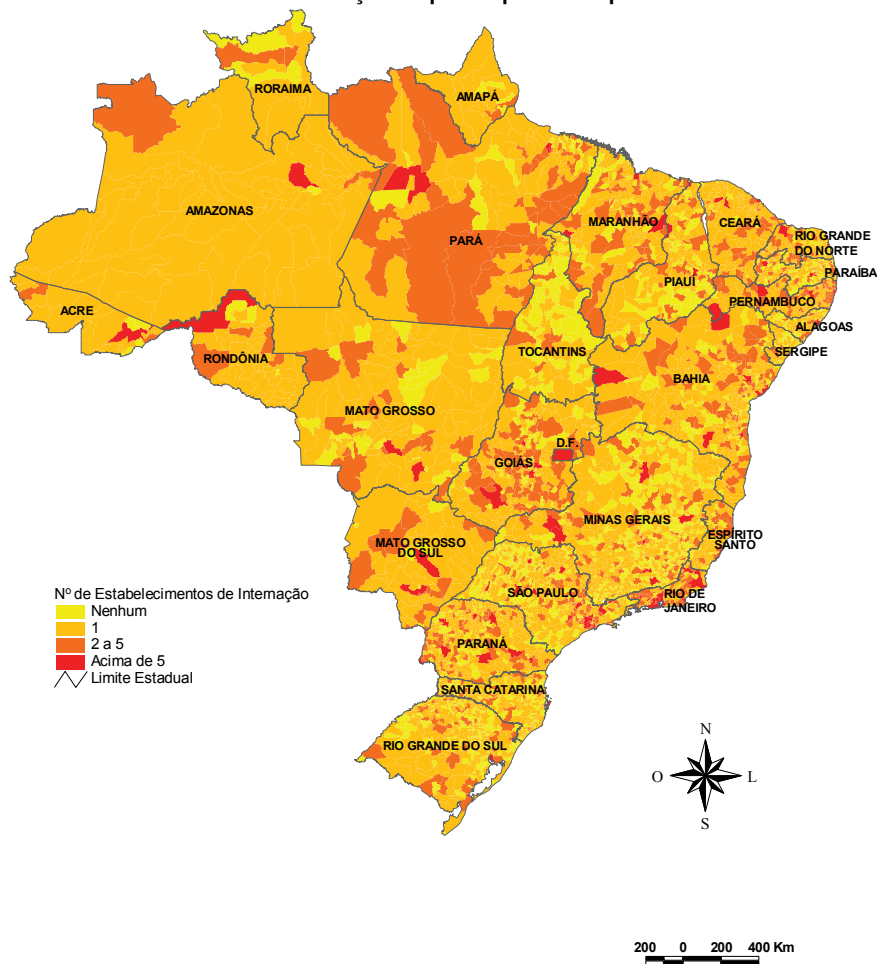 RORAIMA
AMAPÁ
AMAZONAS
PARÁ
MARANHÃO
CEARÁ
RIO GRANDE
DO NORTE
PARAÍBA
PIAUÍ
PERNAMBUCO
ACRE
ALAGOAS
TOCANTINS
SERGIPE
RONDÔNIA
BAHIA
MATO GROSSO
D.F.
GOIÁS
MINAS GERAIS
ESPÍRITO
SANTO
MATO GROSSO
DO SUL
SÃO PAULO
RIO DE
JANEIRO
Nº de Estabelecimentos de Internação
Nenhum
1
2 a 5
Acima de 5
Limite Estadual
PARANÁ
SANTA CATARINA
RIO GRANDE DO SUL
N
O
L
S
200 0 200 400 Km